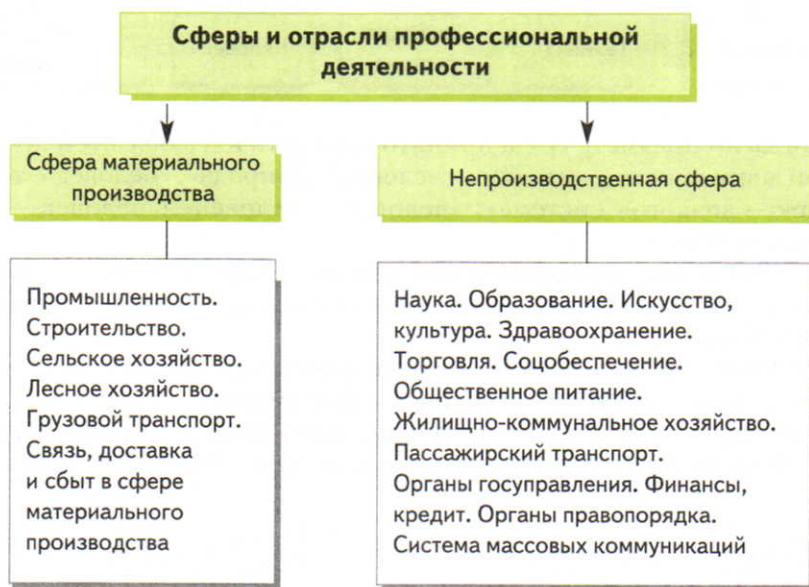 Сферы и отрасли профессиональной
деятельности
Сфера материального
производства
Непроизводственная сфера
Промышленность.
Строительство.
Сельское хозяйство.
Лесное хозяйство.
Грузовой транспорт.
Связь, доставка
и сбыт в сфере
материального
производства
Наука. Образование. Искусство,
культура. Здравоохранение.
Торговля. Соцобеспечение.
Общественное питание.
Жилищно-коммунальное хозяйство.
Пассажирский транспорт.
Органы госуправления. Финансы,
кредит. Органы правопорядка.
Система массовых коммуникаций